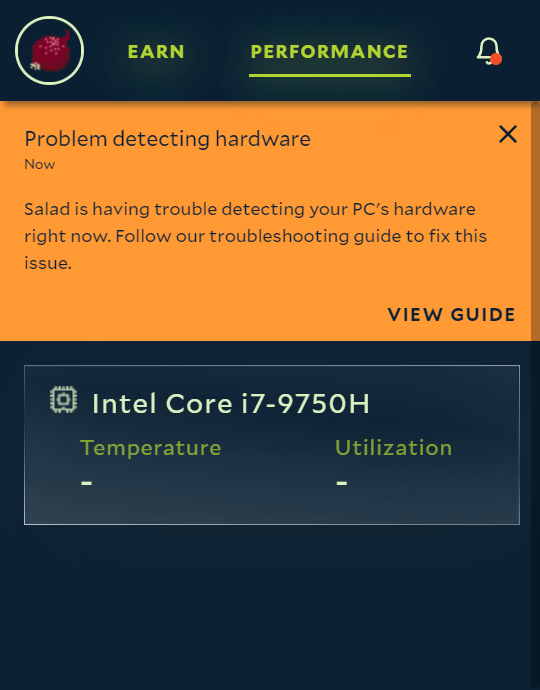 EARN PERFORMANCE
Problem detecting hardware
Now
Salad is having trouble detecting your PC's hardware
right now. Follow our troubleshooting guide to fix this
issue.
VIEW GUIDE
Intel Core i7-9750H
Temperature Utilization
- -